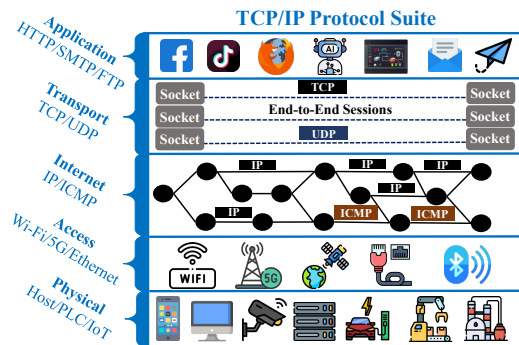 TCP/IP Protocol Suite
Application
HTTP/SMTP/FTP
AI
Transport
TCP/UDP
Socket
TCP
Socket
Socket
End-to-End Sessions
Socket
Socket
UDP
Socket
Internet
IP/ICMP
IP
IP
IP
IP
IP
ICMP
ICMP
Access
Wi-Fi/5G/Ethernet
WIFI
5G
Physical
Host/PLC/IoT